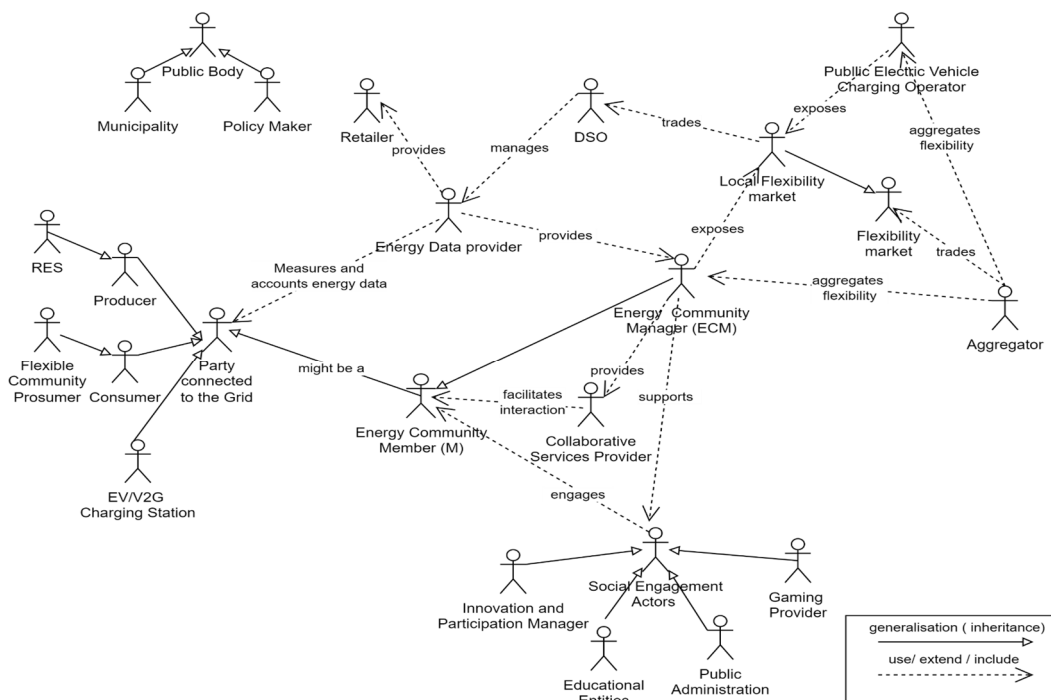 Public Body
Municipality
Policy Maker
Retailer
provides
manages
DSO
trades
Public Electric Vehicle
Charging Operator
exposes
aggregates
flexibility
Local Flexibility
market
Flexibility
market
trades
Energy Data provider
provides
exposes
RES
Producer
Measures and
accounts energy data
Energy Community
Manager (ECM)
aggregates
flexibility
Aggregator
Flexible
Community
Prosumer
Consumer
Party
connected
to the Grid
might be a
provides
supports
facilitates
interaction
Energy Community
Member (M)
Collaborative
Services Provider
EV/V2G
Charging Station
engages
Social Engagement
Actors
Innovation and
Participation Manager
Gaming
Provider
Educational
Entities
Public
Administration
generalisation ( inheritance)
use/ extend / include